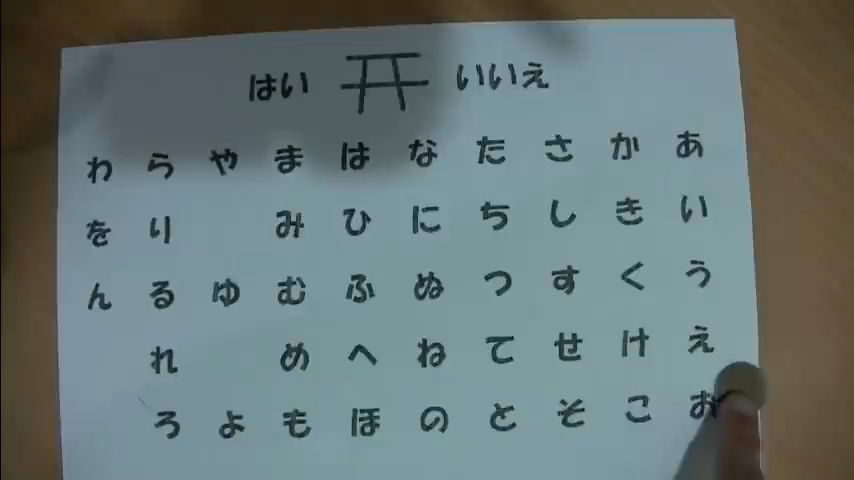 はい いいえ
わ ら や ま は な た さ か あ
を り み ひ に ち し き い
ん る ゆ む ふ ぬ つ す く う
れ め へ ね て せ け え
ろ よ も ほ の と そ こ お